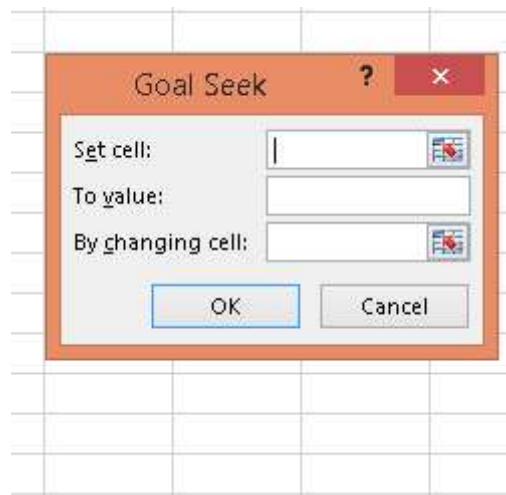 Goal Seek ?
Set cell:
To value:
By changing cell:
OK Cancel